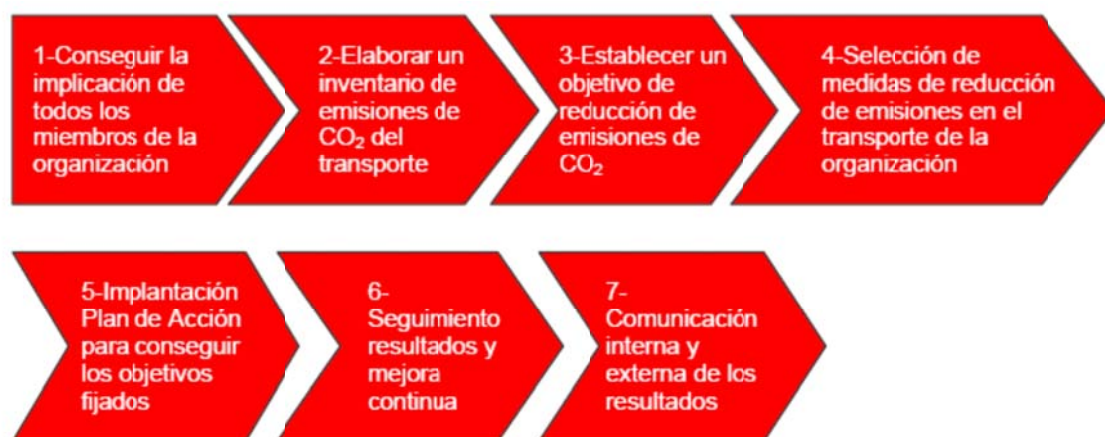 1-Conseguir la
implicación de
todos los
miembros de la
organización
2-Elaborar un
inventario de
emisiones de
CO₂ del
transporte
3-Establecer un
objetivo de
reducción de
emisiones de
CO₂
4-Selección de
medidas de reducción
de emisiones en el
transporte de la
organización
5-Implantación
Plan de Acción
para conseguir
los objetivos
fijados
6-
Seguimiento
resultados y
mejora
continua
7-
Comunicación
interna y
externa de los
resultados